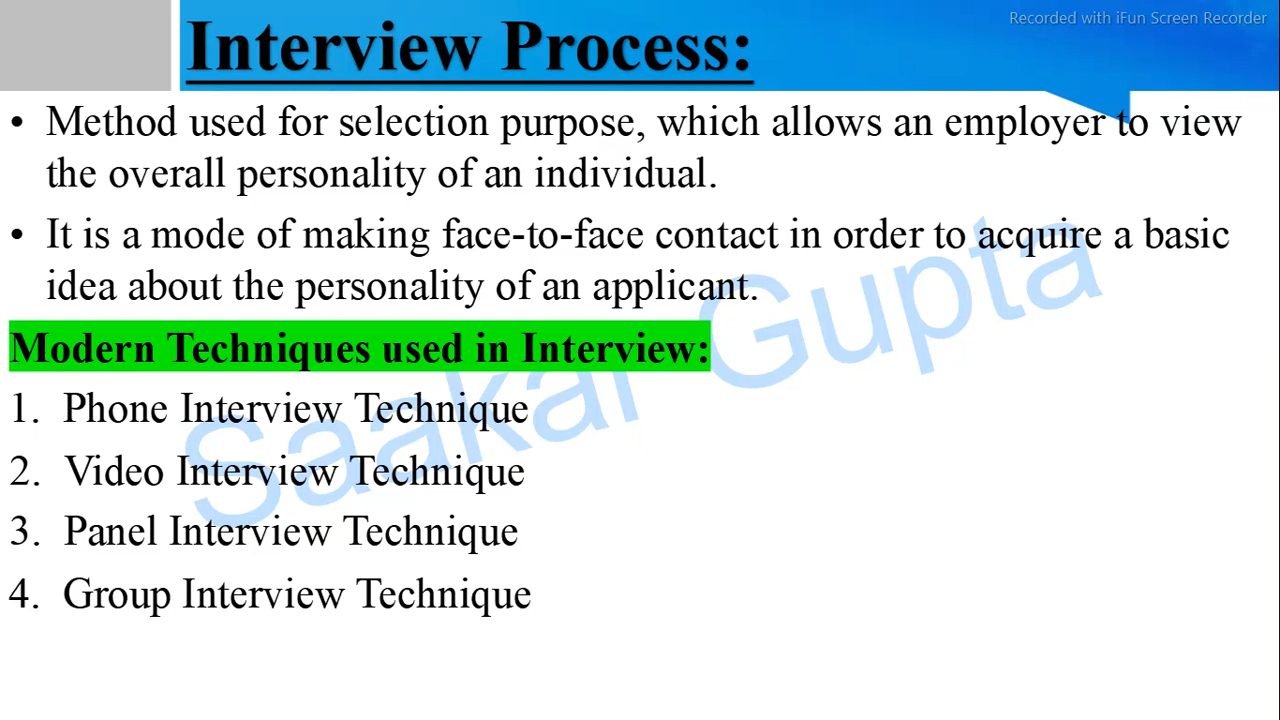 Recorded with iFun Screen Recorder
Interview Process:
• Method used for selection purpose, which allows an employer to view
the overall personality of an individual.
• It is a mode of making face-to-face contact in order to acquire a basic
idea about the personality of an applicant.
Modern Techniques used in Interview:
1. Phone Interview Technique
2. Video Interview Technique
3. Panel Interview Technique
4. Group Interview Technique
Saakal Gupta